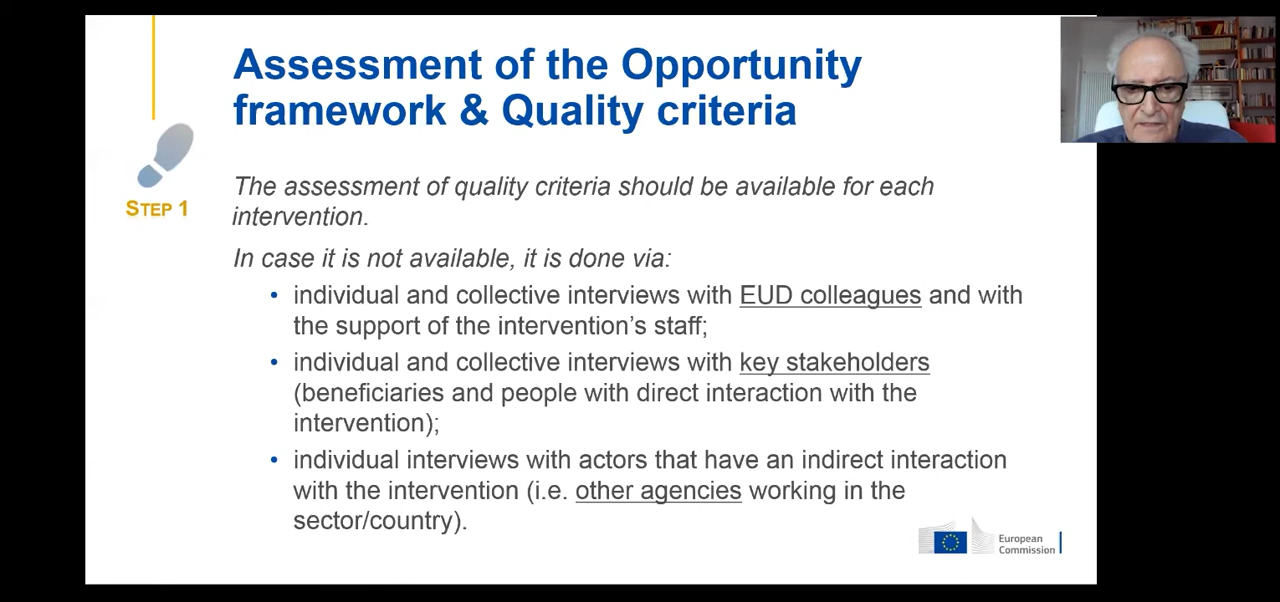 Assessment of the Opportunity
framework & Quality criteria
STEP 1
The assessment of quality criteria should be available for each
intervention.
In case it is not available, it is done via:
• individual and collective interviews with EUD colleagues and with
the support of the intervention's staff;
• individual and collective interviews with key stakeholders
(beneficiaries and people with direct interaction with the
intervention);
• individual interviews with actors that have an indirect interaction
with the intervention (i.e. other agencies working in the
sector/country).
European
Commission